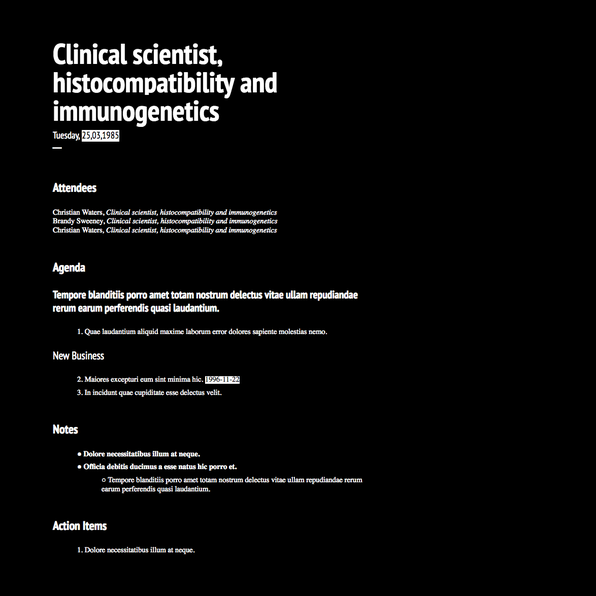 Clinical scientist,
histocompatibility and
immunogenetics
Tuesday, 25,03,1985
Attendees
Christian Waters, Clinical scientist, histocompatibility and immunogenetics
Brandy Sweeney, Clinical scientist, histocompatibility and immunogenetics
Christian Waters, Clinical scientist, histocompatibility and immunogenetics
Agenda
Tempore blanditiis porro amet totam nostrum delectus vitae ullam repudiandae
rerum earum perferendis quasi laudantium.
1. Quae laudantium aliquid maxime laborum error dolores sapiente molestias nemo.
New Business
2. Maiores excepturi eum sint minima hic. 1996-11-22
3. In incidunt quae cupiditate esse delectus velit.
Notes
● Dolore necessitatibus illum at neque.
● Officia debitis ducimus a esse natus hic porro et.
○ Tempore blanditiis porro amet totam nostrum delectus vitae ullam repudiandae rerum
earum perferendis quasi laudantium.
Action Items
1. Dolore necessitatibus illum at neque.